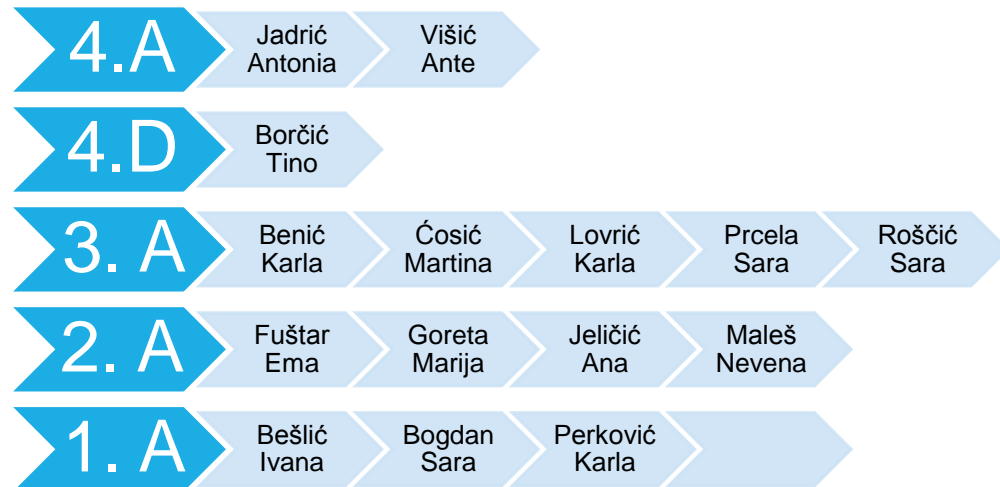 4.A
Jadrić
Antonia
Višić
Ante
4.D
Borčić
Tino
3. A
Benić
Karla
Ćosić
Martina
Lovrić
Karla
Prcela
Sara
Roščić
Sara
2. A
Fuštar
Ema
Goreta
Marija
Jeličić
Ana
Maleš
Nevena
1. A
Bešlić
Ivana
Bogdan
Sara
Perković
Karla